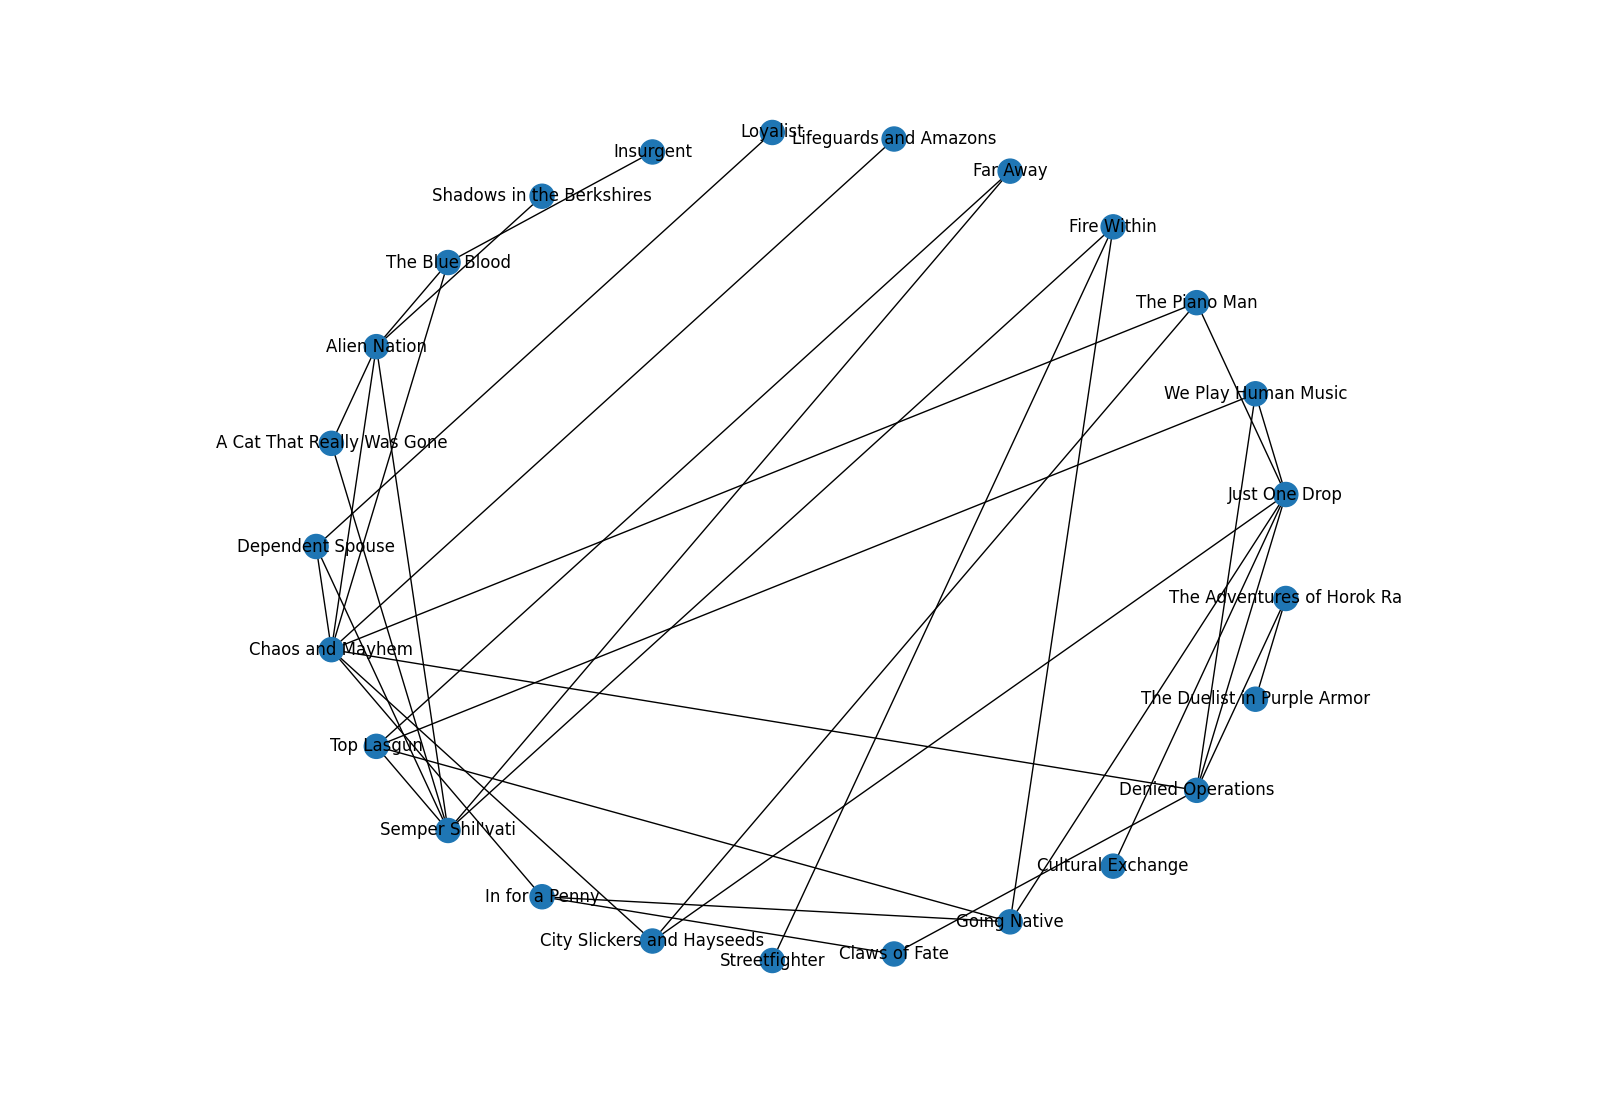 Loyalist
Lifeguards and Amazons
Insurgent
Far Away
Shadows in the Berkshires
Fire Within
The Blue Blood
The Piano Man
Alien Nation
We Play Human Music
A Cat That Really Was Gone
Just One Drop
Dependent Spouse
The Adventures of Horok Ra
Chaos and Mayhem
The Duelist in Purple Armor
Top Lasgun
Denied Operations
Semper Shil'vati
Cultural Exchange
In for a Penny
Going Native
City Slickers and Hayseeds
Claws of Fate
Streetfighter